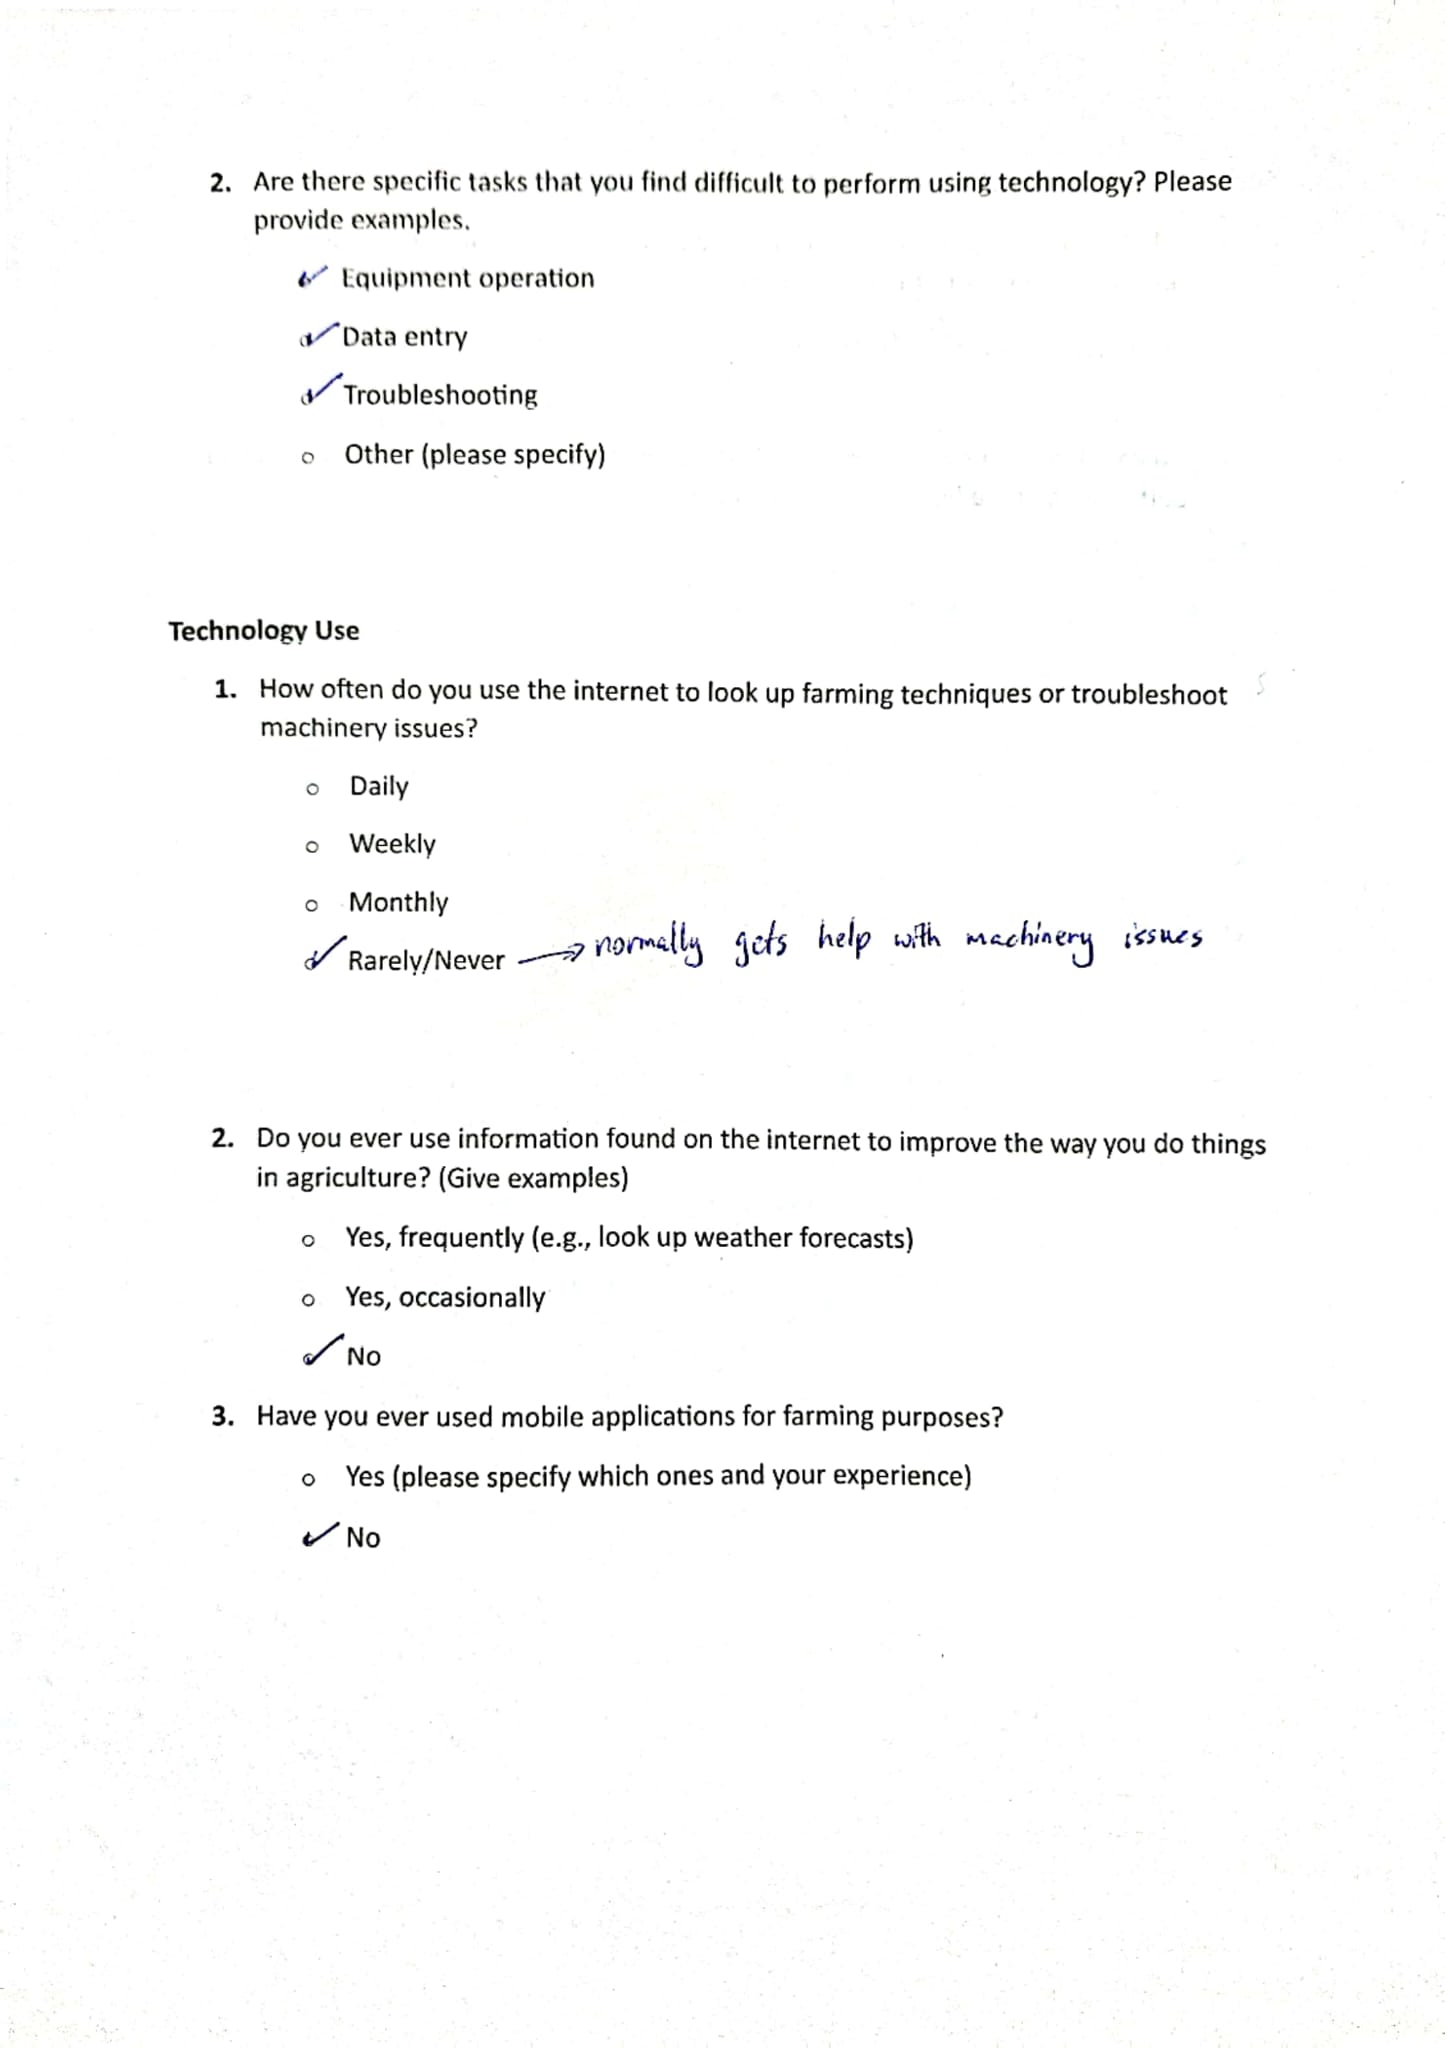 2. Are there specific tasks that you find difficult to perform using technology? Please
provide examples.
✓ Equipment operation
✓ Data entry
✓ Troubleshooting
o Other (please specify)
Technology Use
1. How often do you use the internet to look up farming techniques or troubleshoot
machinery issues?
o Daily
o Weekly
o Monthly
✓ Rarely/Never → normally gets help with machinery issues
2. Do you ever use information found on the internet to improve the way you do things
in agriculture? (Give examples)
o Yes, frequently (e.g., look up weather forecasts)
o Yes, occasionally
✓ No
3. Have you ever used mobile applications for farming purposes?
o Yes (please specify which ones and your experience)
✓ No